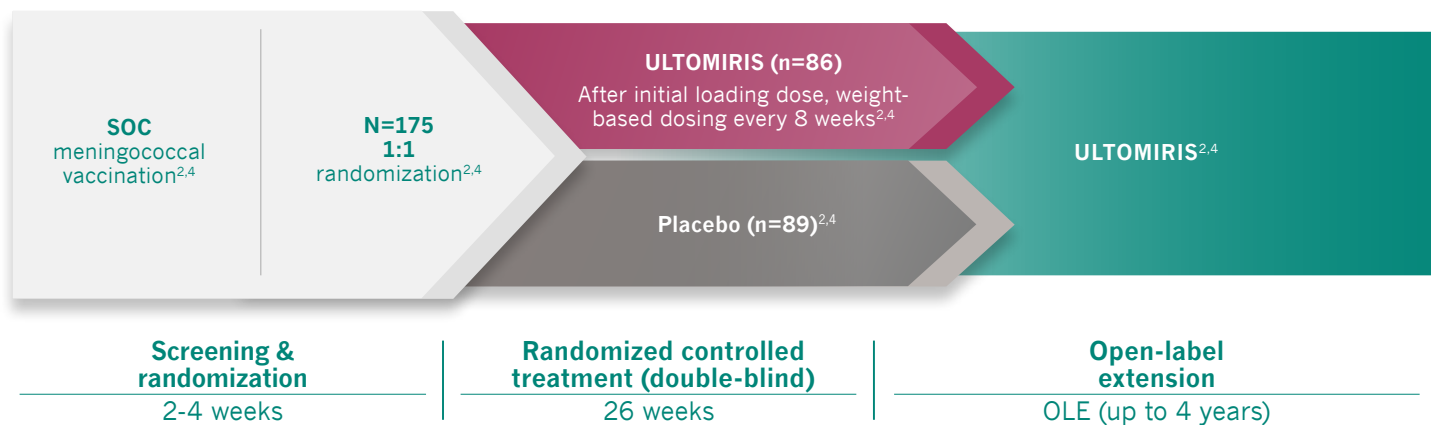 SOC
meningococcal
vaccination2,4
N=175
1:1
randomization2,4
ULTOMIRIS (n=86)
After initial loading dose, weight-
based dosing every 8 weeks2,4
Placebo (n=89)2,4
ULTOMIRIS2,4
Screening &
randomization
2-4 weeks
Randomized controlled
treatment (double-blind)
26 weeks
Open-label
extension
OLE (up to 4 years)